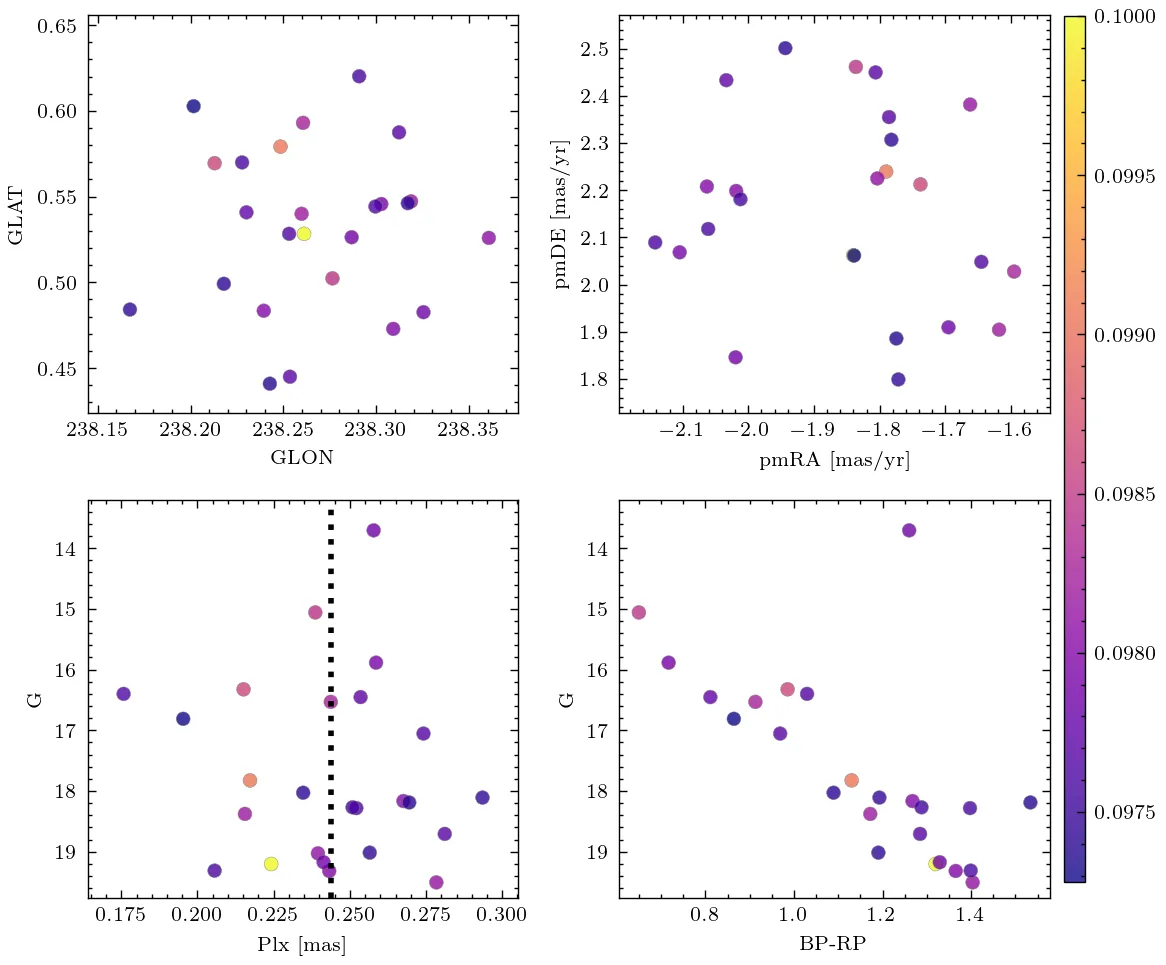 0.65
0.60
0.55
0.50
0.45
GLAT
238.15 238.20 238.25 238.30 238.35
GLON
2.5
2.4
2.3
2.2
2.1
2.0
1.9
1.8
pmDE [mas/yr]
−2.1 −2.0 −1.9 −1.8 −1.7 −1.6
pmRA [mas/yr]
14
15
16
17
18
19
G
0.175 0.200 0.225 0.250 0.275 0.300
Plx [mas]
14
15
16
17
18
19
G
0.8 1.0 1.2 1.4
BP-RP
0.1000
0.0995
0.0990
0.0985
0.0980
0.0975